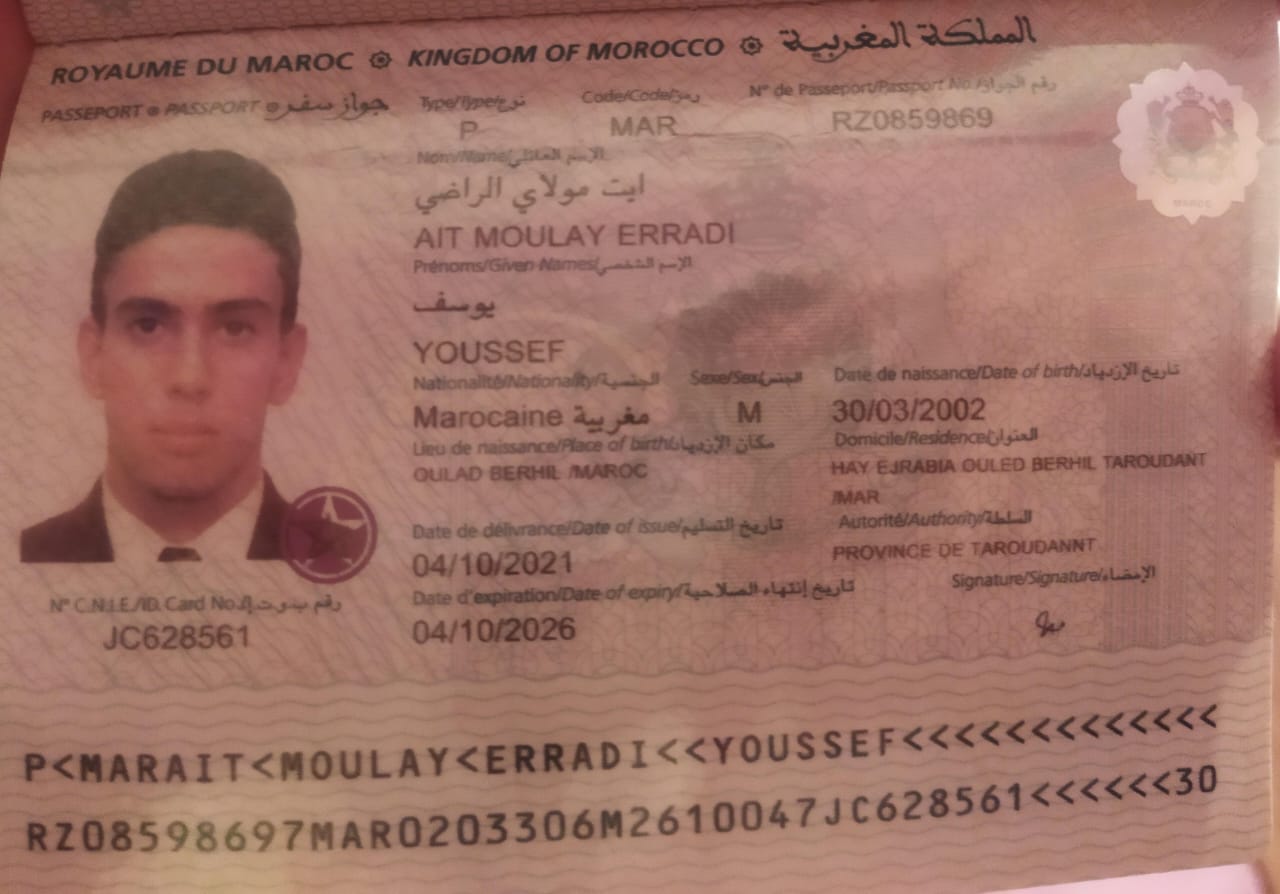 ROYAUME DU MAROC KINGDOM OF MOROCCO المملكة المغربية
PASSEPORT PASSPORT جواز سفر
Type/Type/نوع Code/Code/رمز N° de Passeport/Passport No./رقم الجواز
P MAR RZ0859869
Nom/Name/الإسم العائلي
ايت مولاي الراضي
AIT MOULAY ERRADI
Prénoms/Given Names/الإسم الشخصي
يوسف
YOUSSEF
Nationalité/Nationality/الجنسية Sexe/Sex/الجنس Date de naissance/Date of birth/تاريخ الإزدياد
Marocaine مغربية M 30/03/2002
Lieu de naissance/Place of birth/مكان الإزدياد Domicile/Residence/العنوان
OULAD BERHIL /MAROC HAY EJRABIA OULED BERHIL TAROUDANT
/MAR
Date de délivrance/Date of issue/تاريخ التسليم Autorité/Authority/السلطة
04/10/2021 PROVINCE DE TAROUDANNT
Date d'expiration/Date of expiry/تاريخ إنتهاء الصلاحية Signature/Signature/الإمضاء
04/10/2026
N° C.N.I.E./ID. Card No./رقم ب.و.ت.إ
JC628561
MAROC
P<MARAIT<MOULAY<ERRADI<<YOUSSEF<<<<<<<<<<<<<
RZ08598697MAR0203306M2610047JC628561<<<<<<30